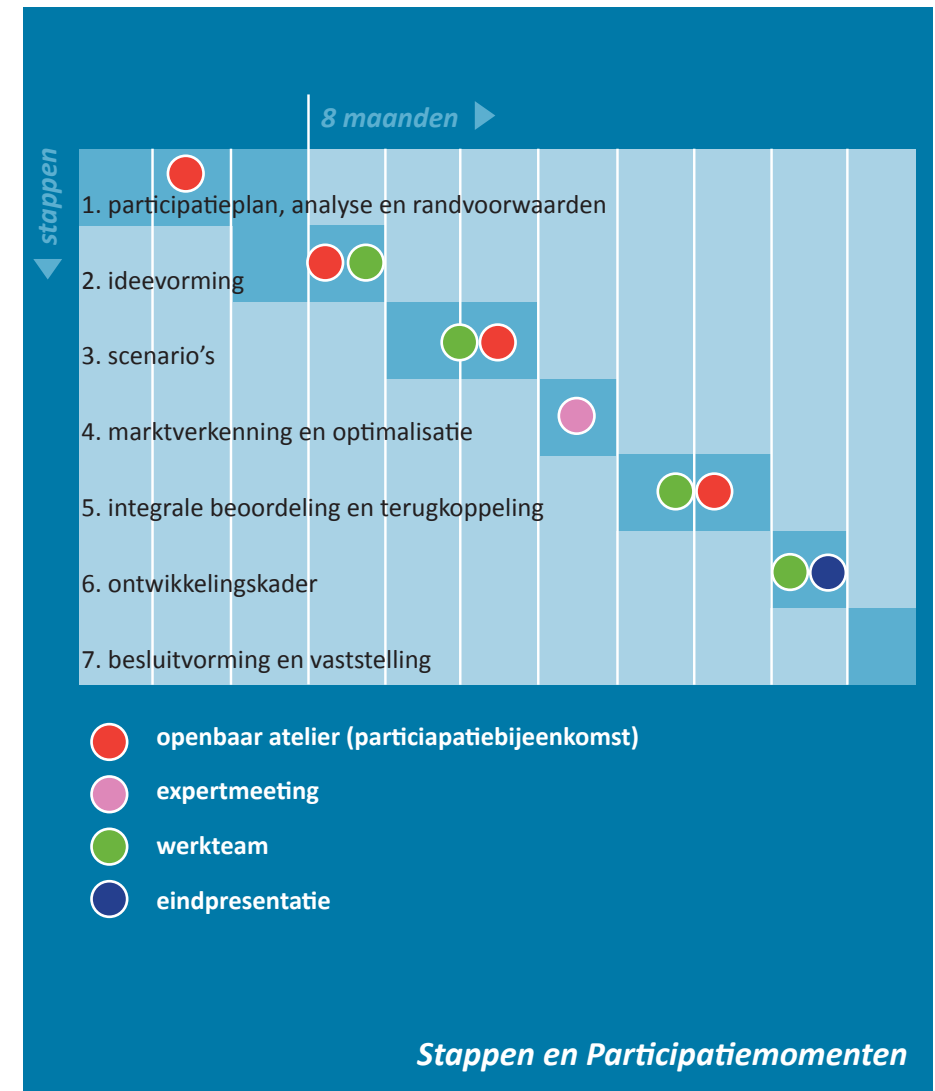 8 maanden
stappen
1. participatieplan, analyse en randvoorwaarden
2. ideevorming
3. scenario's
4. marktverkenning en optimalisatie
5. integrale beoordeling en terugkoppeling
6. ontwikkelingskader
7. besluitvorming en vaststelling
openbaar atelier (particiapatiebijeenkomst)
expertmeeting
werkteam
eindpresentatie
Stappen en Participatiemomenten